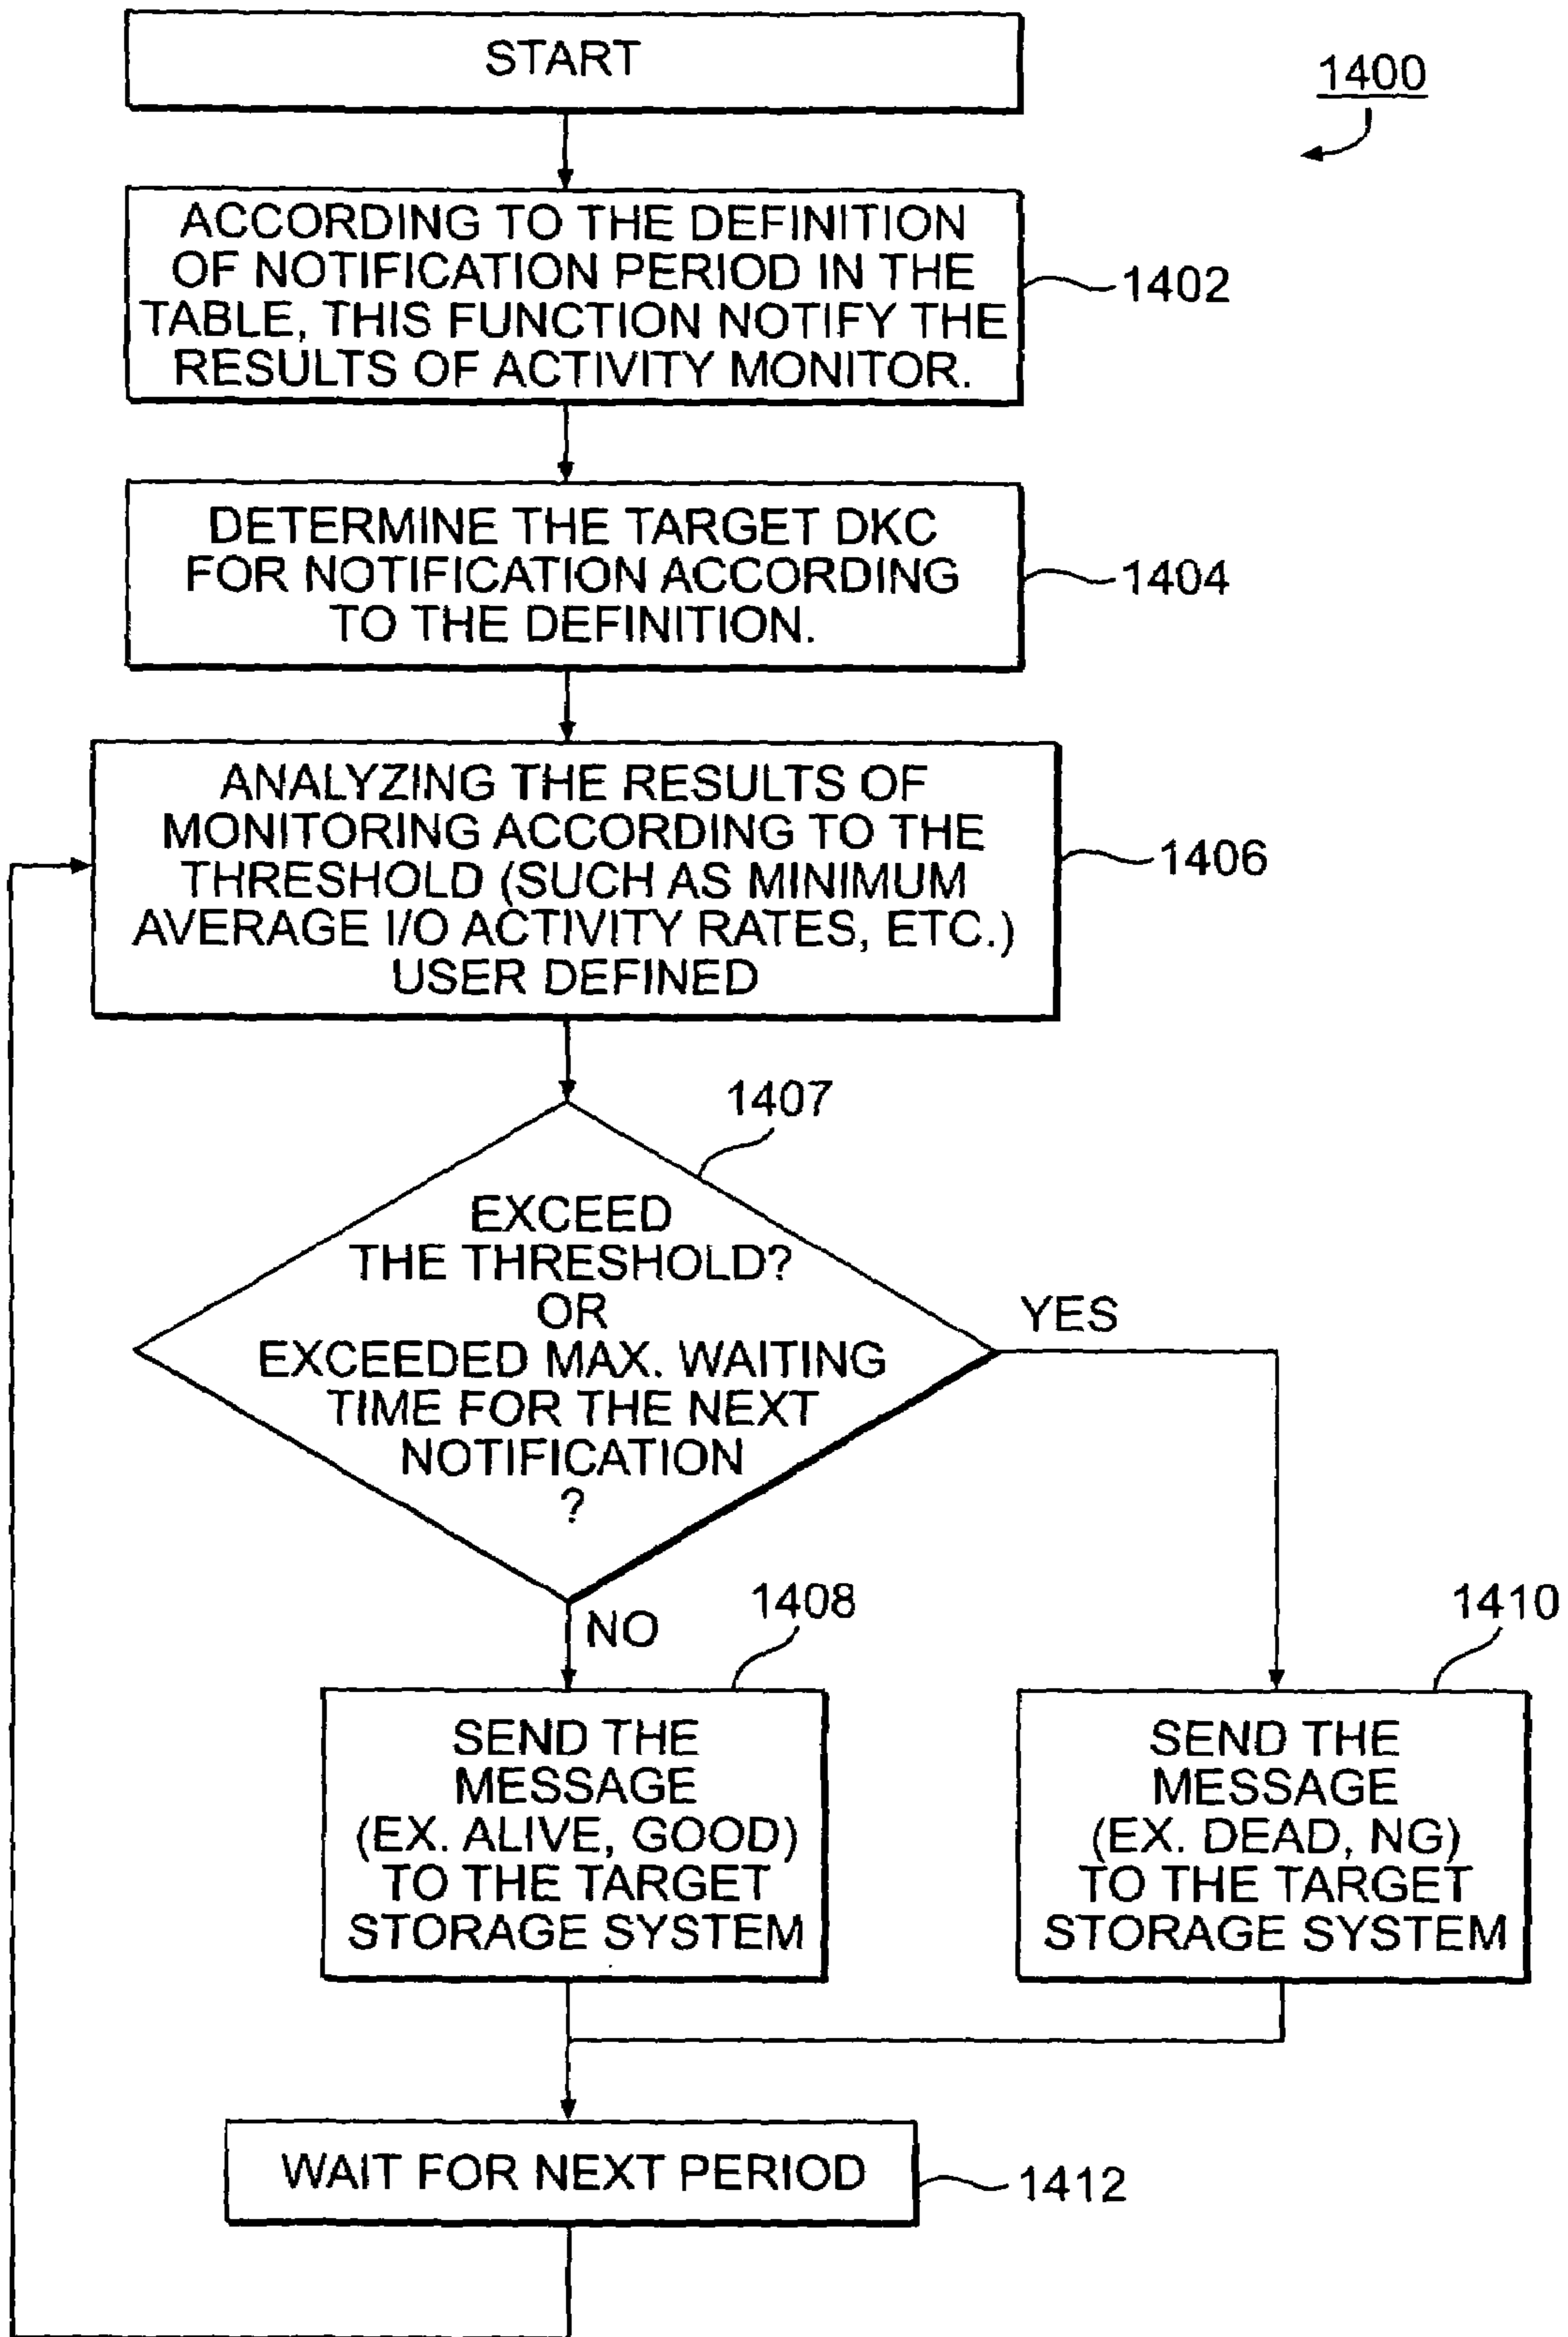 START
1400
ACCORDING TO THE DEFINITION
OF NOTIFICATION PERIOD IN THE
TABLE, THIS FUNCTION NOTIFY THE
RESULTS OF ACTIVITY MONITOR.
1402
DETERMINE THE TARGET DKC
FOR NOTIFICATION ACCORDING
TO THE DEFINITION.
1404
ANALYZING THE RESULTS OF
MONITORING ACCORDING TO THE
THRESHOLD (SUCH AS MINIMUM
AVERAGE I/O ACTIVITY RATES, ETC.)
USER DEFINED
1406
1407
EXCEED
THE THRESHOLD?
OR
EXCEEDED MAX. WAITING
TIME FOR THE NEXT
NOTIFICATION
?
YES
NO
1408
SEND THE
MESSAGE
(EX. ALIVE, GOOD)
TO THE TARGET
STORAGE SYSTEM
1410
SEND THE
MESSAGE
(EX. DEAD, NG)
TO THE TARGET
STORAGE SYSTEM
WAIT FOR NEXT PERIOD
1412